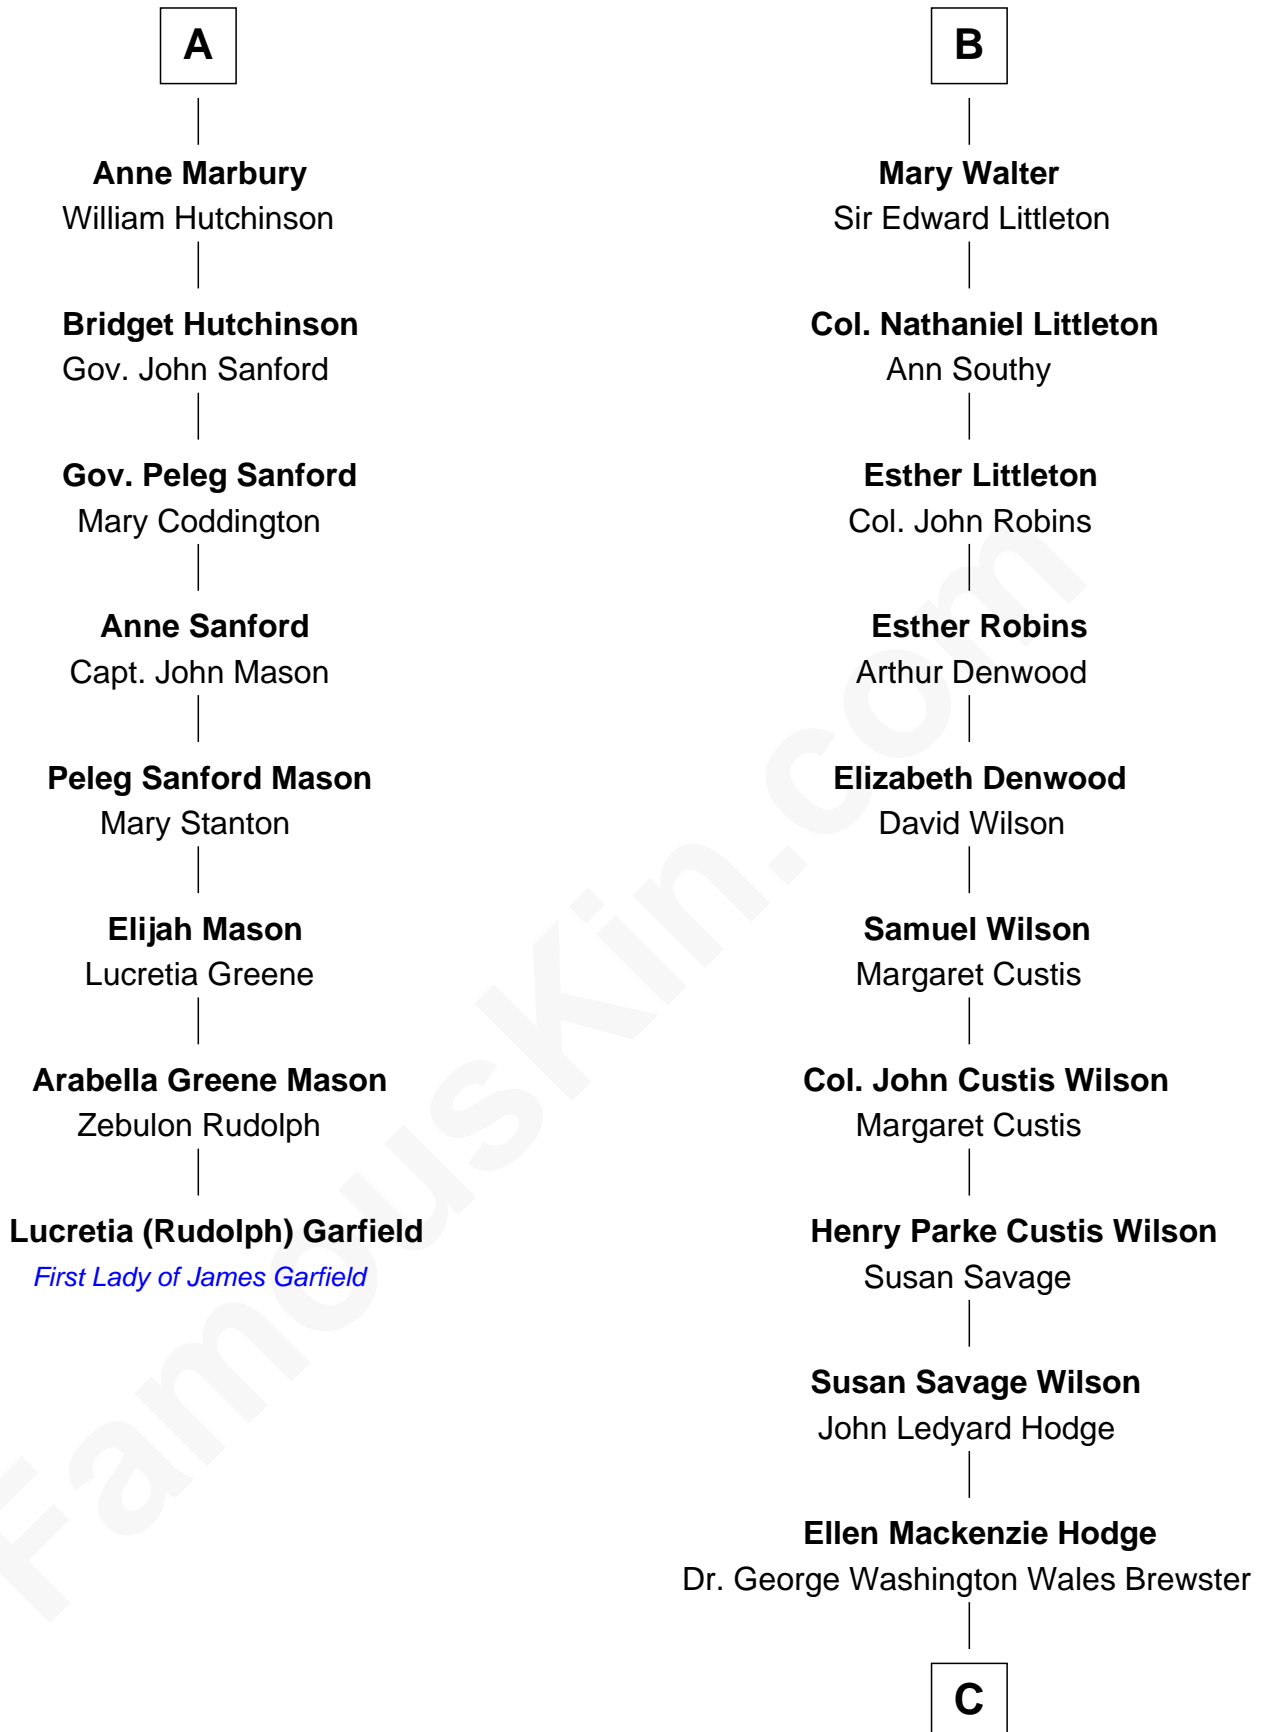 A
Anne Marbury
William Hutchinson
Bridget Hutchinson
Gov. John Sanford
Gov. Peleg Sanford
Mary Coddington
Anne Sanford
Capt. John Mason
Peleg Sanford Mason
Mary Stanton
Elijah Mason
Lucretia Greene
Arabella Greene Mason
Zebulon Rudolph
Lucretia (Rudolph) Garfield
First Lady of James Garfield
B
Mary Walter
Sir Edward Littleton
Col. Nathaniel Littleton
Ann Southy
Esther Littleton
Col. John Robins
Esther Robins
Arthur Denwood
Elizabeth Denwood
David Wilson
Samuel Wilson
Margaret Custis
Col. John Custis Wilson
Margaret Custis
Henry Parke Custis Wilson
Susan Savage
Susan Savage Wilson
John Ledyard Hodge
Ellen Mackenzie Hodge
Dr. George Washington Wales Brewster
C
FamousKin.com